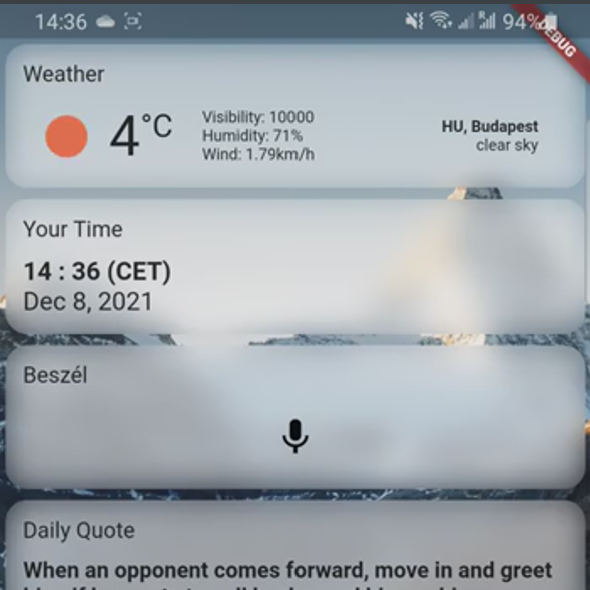 14:36
94%
DEBUG
Weather
4°C
Visibility: 10000
Humidity: 71%
Wind: 1.79km/h
HU, Budapest
clear sky
Your Time
14 : 36 (CET)
Dec 8, 2021
Beszél
Daily Quote
When an opponent comes forward, move in and greet